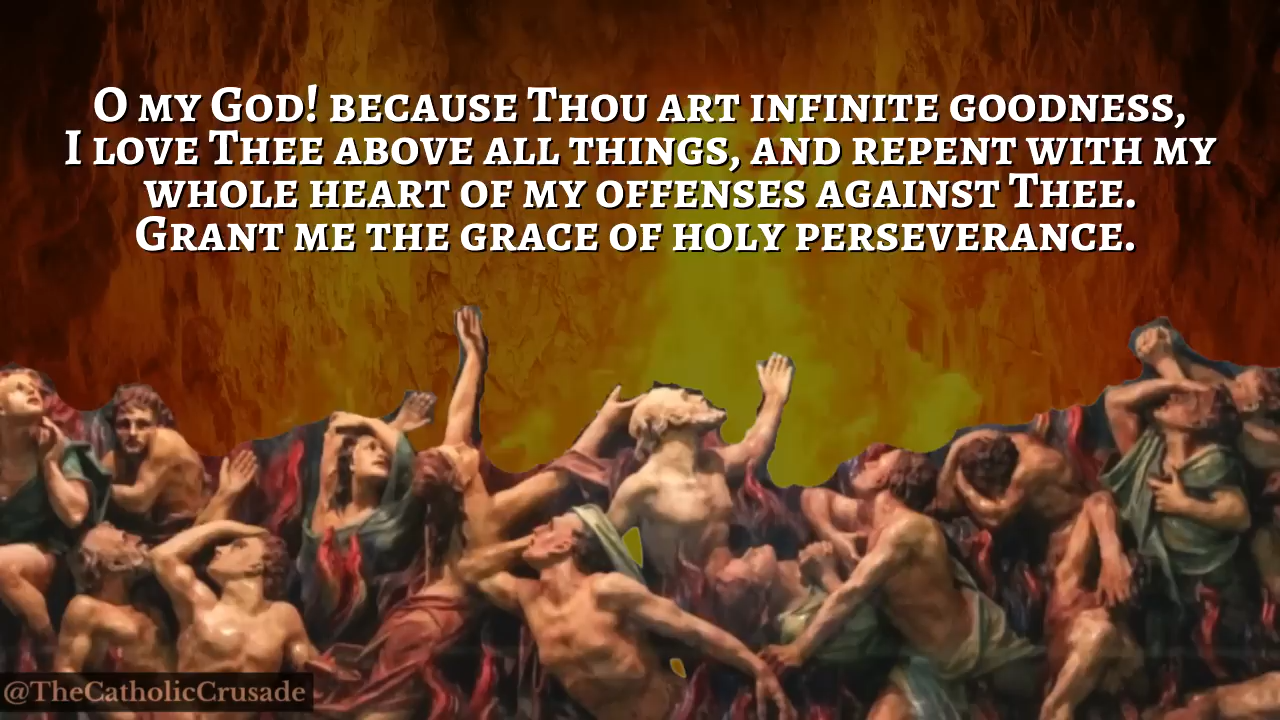 O my God! because Thou art infinite goodness,
I love Thee above all things, and repent with my
whole heart of my offenses against Thee.
Grant me the grace of holy perseverance.
@TheCatholicCrusade